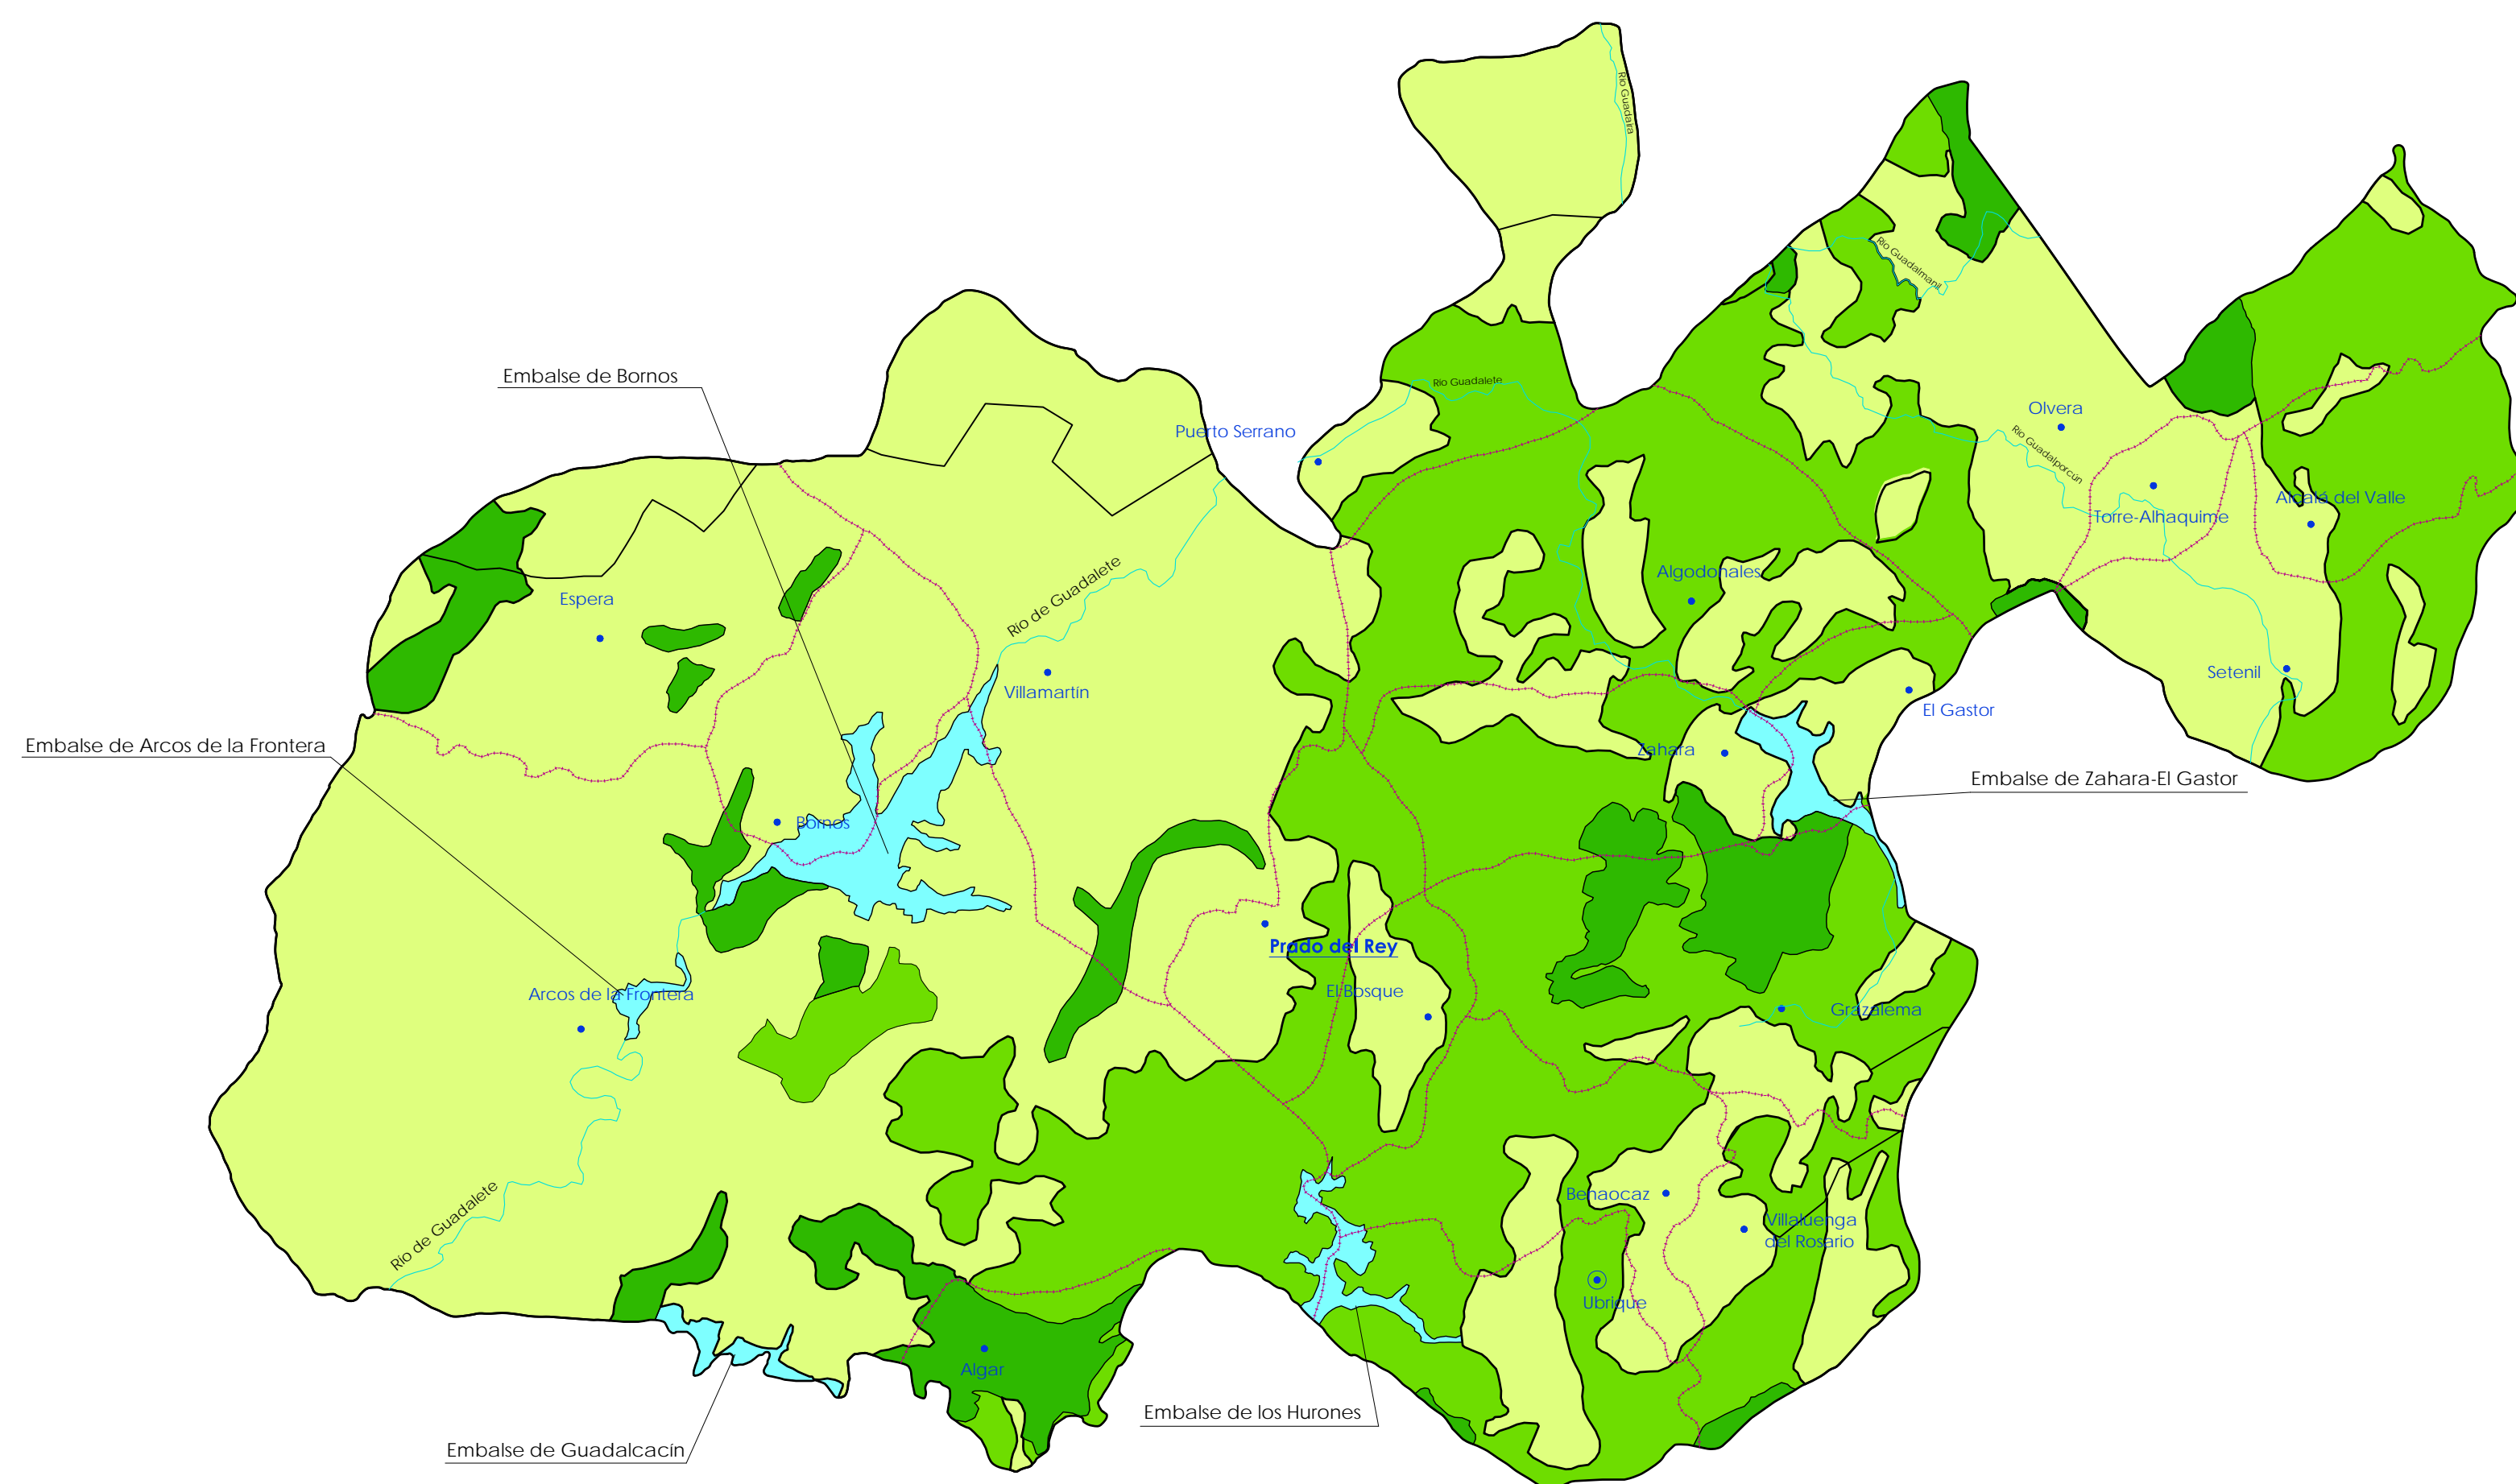 Río Guadaira
Río Guadalmanil
Embalse de Bornos
Río Guadalete
Olvera
Puerto Serrano
Río Guadalporcún
Alcalá del Valle
Torre-Alhaquime
Río de Guadalete
Algodonales
Espera
Setenil
Villamartín
El Gastor
Embalse de Arcos de la Frontera
Zahara
Embalse de Zahara-El Gastor
Bornos
Prado del Rey
El Bosque
Arcos de la Frontera
Grazalema
Benaocaz
Río de Guadalete
Villaluenga
del Rosario
Ubrique
Algar
Embalse de los Hurones
Embalse de Guadalcacín